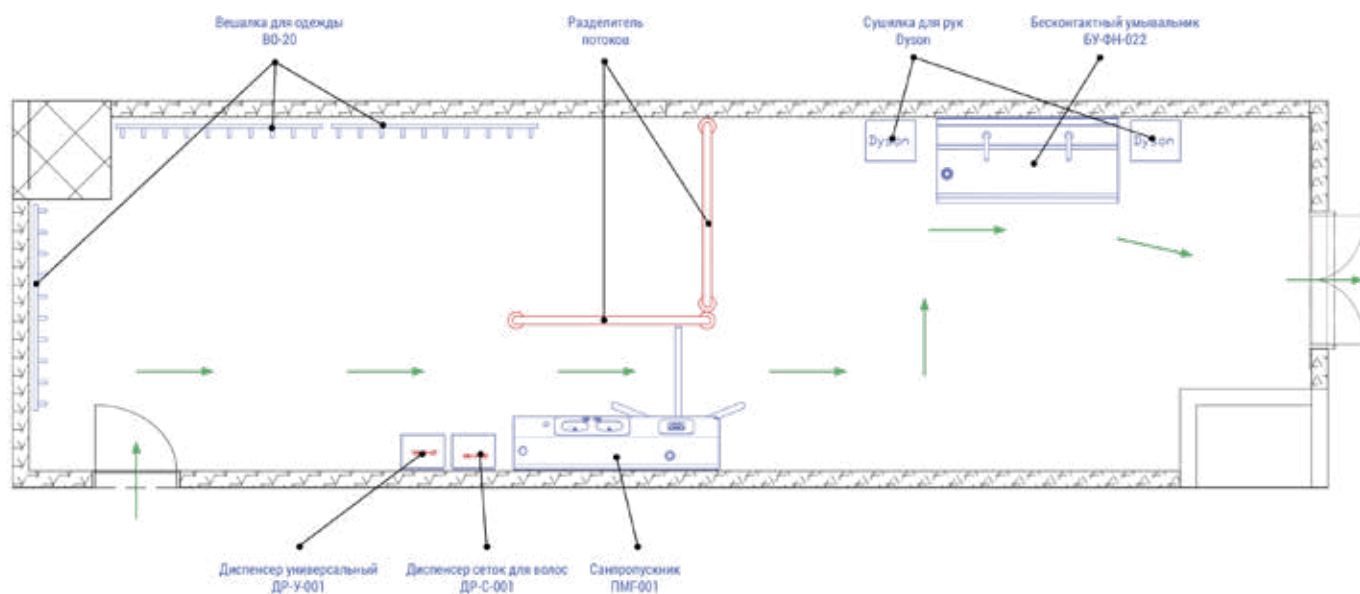 Вешалка для одежды
ВО-20
Разделитель
потоков
Сушилка для рук
Dyson
Бесконтактный умывальник
БУ-ФН-022
Dyson
Dyson
Диспенсер универсальный
ДР-У-001
Диспенсер сеток для волос
ДР-С-001
Санпропускник
ПМГ-001